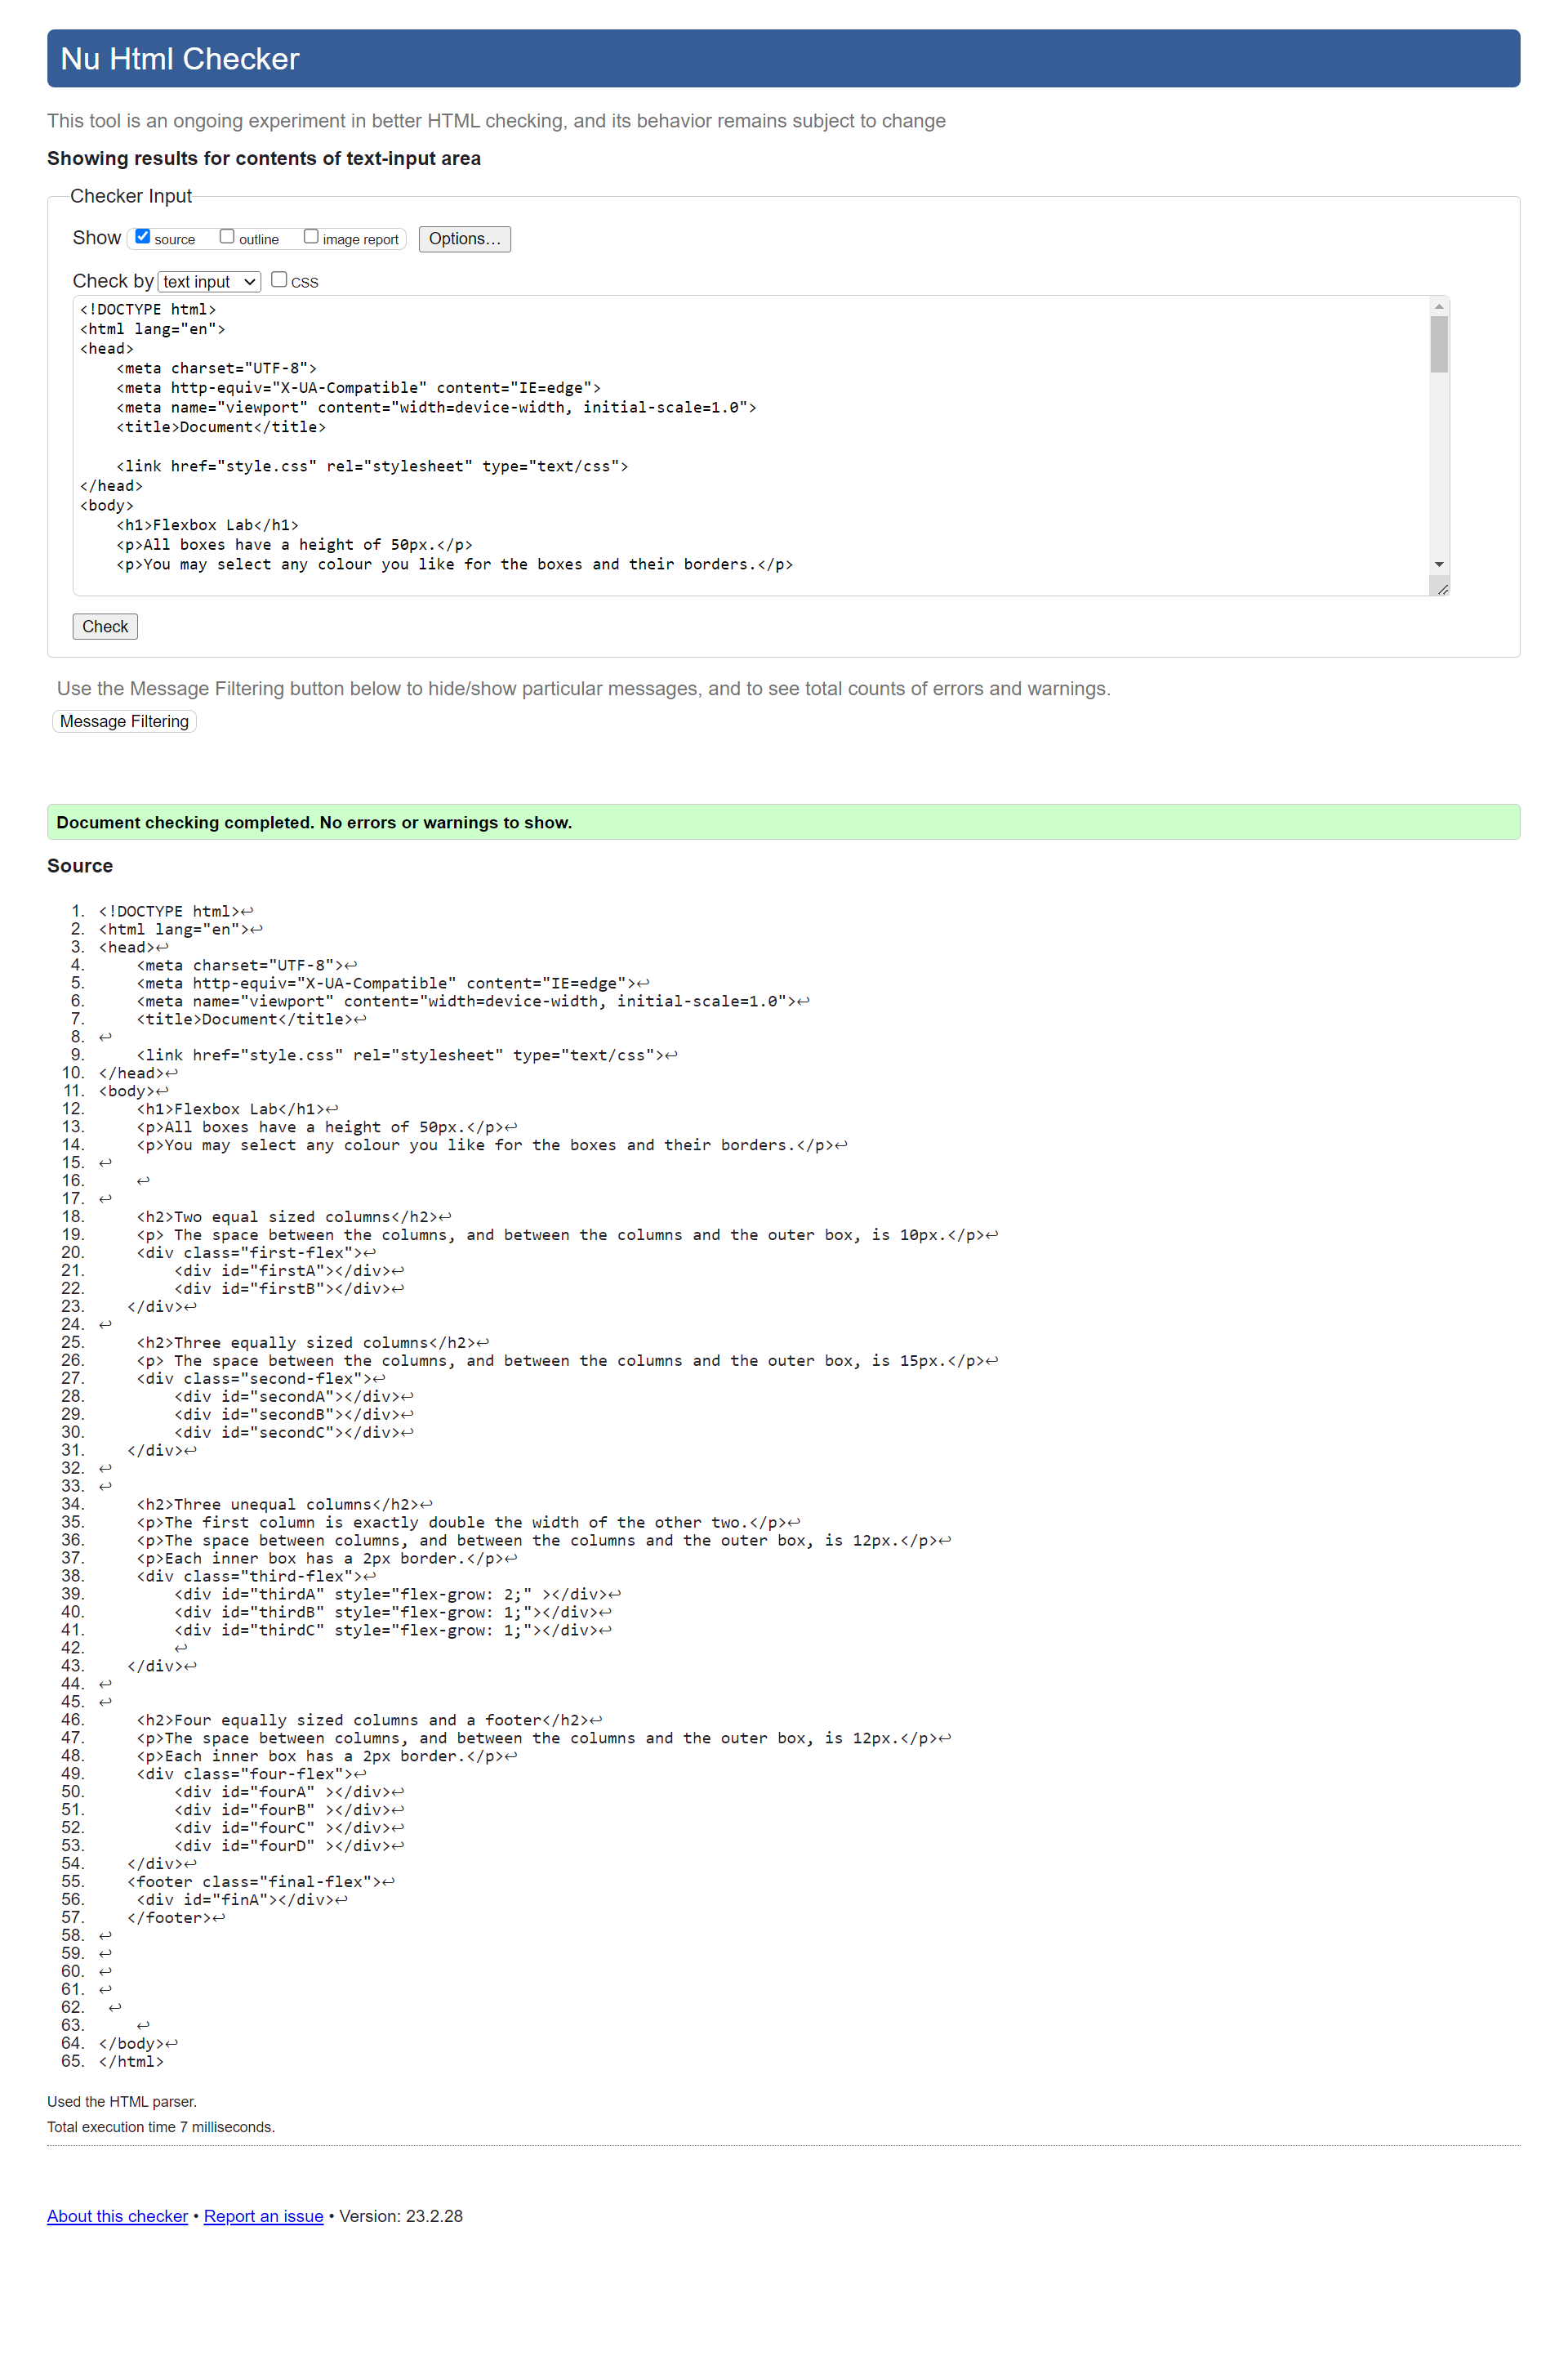 Nu Html Checker
This tool is an ongoing experiment in better HTML checking, and its behavior remains subject to change
Showing results for contents of text-input area
Checker Input
Show source outline image report Options…
Check by text input CSS
<!DOCTYPE html>
<html lang="en">
<head>
    <meta charset="UTF-8">
    <meta http-equiv="X-UA-Compatible" content="IE=edge">
    <meta name="viewport" content="width=device-width, initial-scale=1.0">
    <title>Document</title>

    <link href="style.css" rel="stylesheet" type="text/css">
</head>
<body>
    <h1>Flexbox Lab</h1>
    <p>All boxes have a height of 50px.</p>
    <p>You may select any colour you like for the boxes and their borders.</p>
Check
Use the Message Filtering button below to hide/show particular messages, and to see total counts of errors and warnings.
Message Filtering
Document checking completed. No errors or warnings to show.
Source
1. <!DOCTYPE html>↩
2. <html lang="en">↩
3. <head>↩
4.     <meta charset="UTF-8">↩
5.     <meta http-equiv="X-UA-Compatible" content="IE=edge">↩
6.     <meta name="viewport" content="width=device-width, initial-scale=1.0">↩
7.     <title>Document</title>↩
8. ↩
9.     <link href="style.css" rel="stylesheet" type="text/css">↩
10. </head>↩
11. <body>↩
12.     <h1>Flexbox Lab</h1>↩
13.     <p>All boxes have a height of 50px.</p>↩
14.     <p>You may select any colour you like for the boxes and their borders.</p>↩
15. ↩
16.     ↩
17. ↩
18.     <h2>Two equal sized columns</h2>↩
19.     <p> The space between the columns, and between the columns and the outer box, is 10px.</p>↩
20.     <div class="first-flex">↩
21.         <div id="firstA"></div>↩
22.         <div id="firstB"></div>↩
23.    </div>↩
24. ↩
25.     <h2>Three equally sized columns</h2>↩
26.     <p> The space between the columns, and between the columns and the outer box, is 15px.</p>↩
27.     <div class="second-flex">↩
28.         <div id="secondA"></div>↩
29.         <div id="secondB"></div>↩
30.         <div id="secondC"></div>↩
31.    </div>↩
32. ↩
33. ↩
34.     <h2>Three unequal columns</h2>↩
35.     <p>The first column is exactly double the width of the other two.</p>↩
36.     <p>The space between columns, and between the columns and the outer box, is 12px.</p>↩
37.     <p>Each inner box has a 2px border.</p>↩
38.     <div class="third-flex">↩
39.         <div id="thirdA" style="flex-grow: 2;" ></div>↩
40.         <div id="thirdB" style="flex-grow: 1;"></div>↩
41.         <div id="thirdC" style="flex-grow: 1;"></div>↩
42.         ↩
43.    </div>↩
44. ↩
45. ↩
46.     <h2>Four equally sized columns and a footer</h2>↩
47.     <p>The space between columns, and between the columns and the outer box, is 12px.</p>↩
48.     <p>Each inner box has a 2px border.</p>↩
49.     <div class="four-flex">↩
50.         <div id="fourA" ></div>↩
51.         <div id="fourB" ></div>↩
52.         <div id="fourC" ></div>↩
53.         <div id="fourD" ></div>↩
54.    </div>↩
55.    <footer class="final-flex">↩
56.     <div id="finA"></div>↩
57.    </footer>↩
58. ↩
59. ↩
60. ↩
61. ↩
62.  ↩
63.     ↩
64. </body>↩
65. </html>
Used the HTML parser.
Total execution time 7 milliseconds.
About this checker • Report an issue • Version: 23.2.28